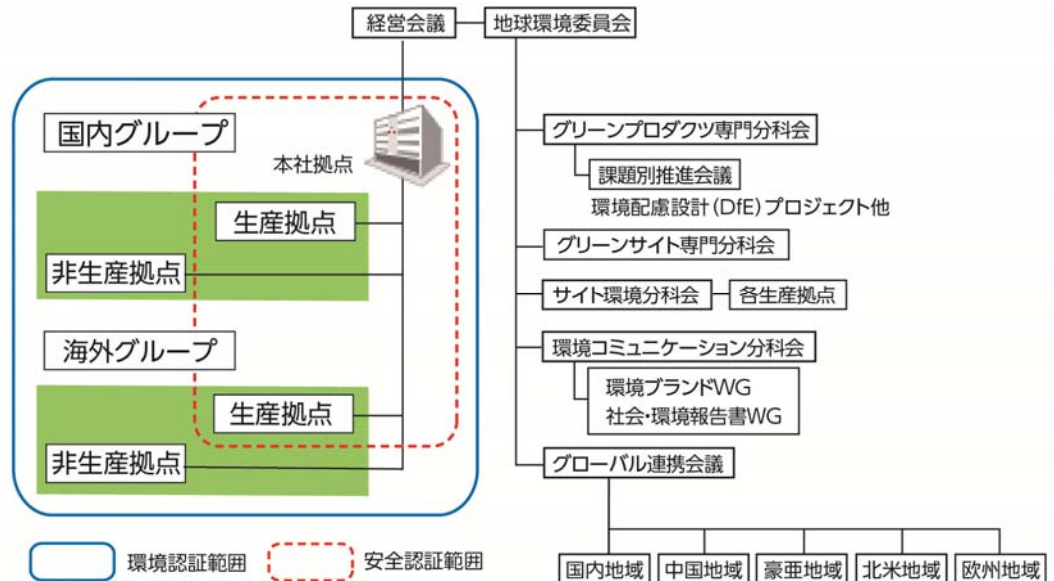 経営会議
地球環境委員会
国内グループ
本社拠点
生産拠点
非生産拠点
海外グループ
生産拠点
非生産拠点
環境認証範囲
安全認証範囲
グリーンプロダクツ専門分科会
課題別推進会議
環境配慮設計(DfE)プロジェクト他
グリーンサイト専門分科会
サイト環境分科会
各生産拠点
環境コミュニケーション分科会
環境ブランドWG
社会・環境報告書WG
グローバル連携会議
国内地域
中国地域
豪亜地域
北米地域
欧州地域